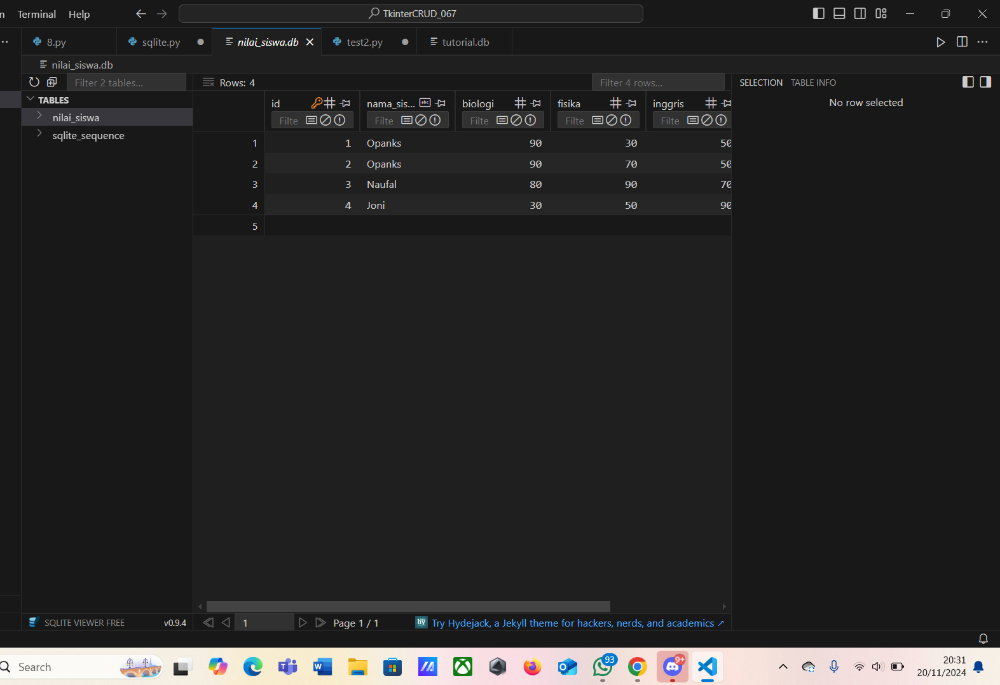 Terminal Help TkinterCRUD_067
8.py sqlite.py nilai_siswa.db test2.py tutorial.db
nilai_siswa.db
Filter 2 tables... Rows: 4 Filter 4 rows... SELECTION TABLE INFO
TABLES id nama_sis... biologi fisika inggris No row selected
nilai_siswa Filte Filte Filte Filte Filte
sqlite_sequence
1 1 Opanks 90 30 50
2 2 Opanks 90 70 50
3 3 Naufal 80 90 70
4 4 Joni 30 50 90
5
SQLITE VIEWER FREE v0.9.4 1 Page 1 / 1 hy Try Hydejack, a Jekyll theme for hackers, nerds, and academics ↗
Search 93 9+ 20:31
20/11/2024